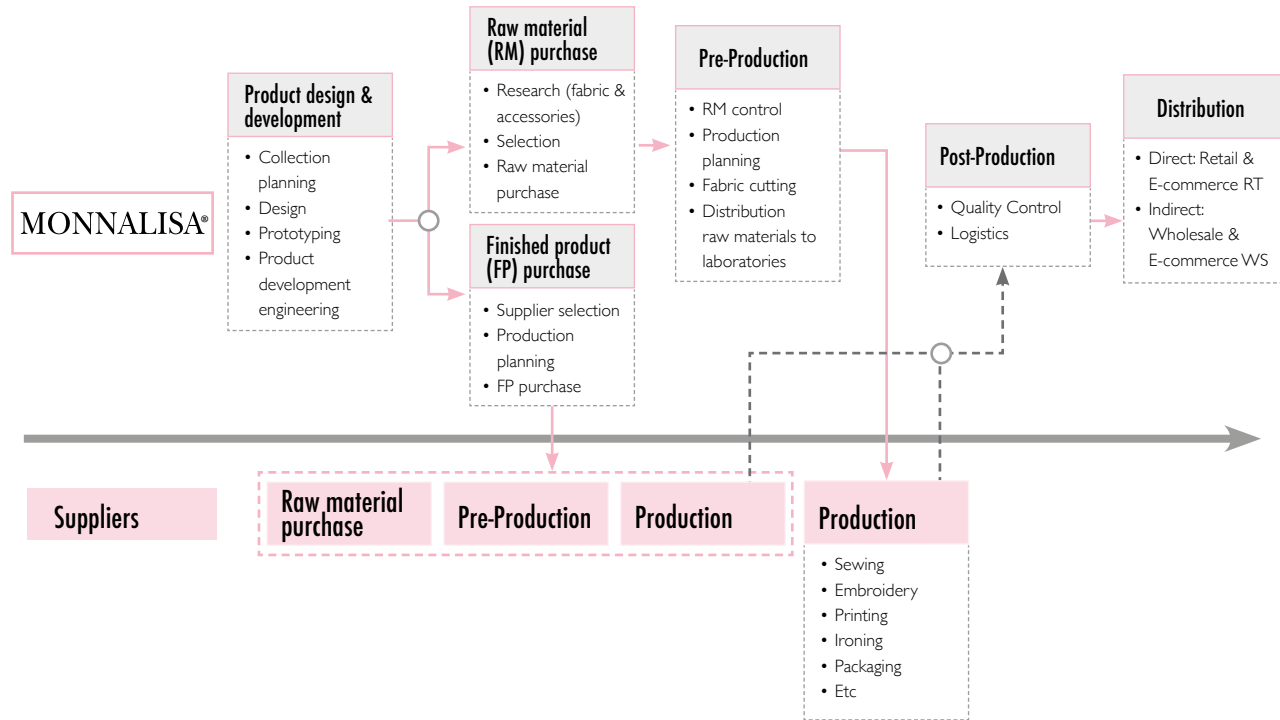 MONNALISA®
Product design &
development
• Collection
planning
• Design
• Prototyping
• Product
development
engineering
Raw material
(RM) purchase
• Research (fabric &
accessories)
• Selection
• Raw material
purchase
Finished product
(FP) purchase
• Supplier selection
• Production
planning
• FP purchase
Pre-Production
• RM control
• Production
planning
• Fabric cutting
• Distribution
raw materials to
laboratories
Post-Production
• Quality Control
• Logistics
Distribution
• Direct: Retail &
E-commerce RT
• Indirect:
Wholesale &
E-commerce WS
Suppliers
Raw material
purchase
Pre-Production
Production
Production
• Sewing
• Embroidery
• Printing
• Ironing
• Packaging
• Etc